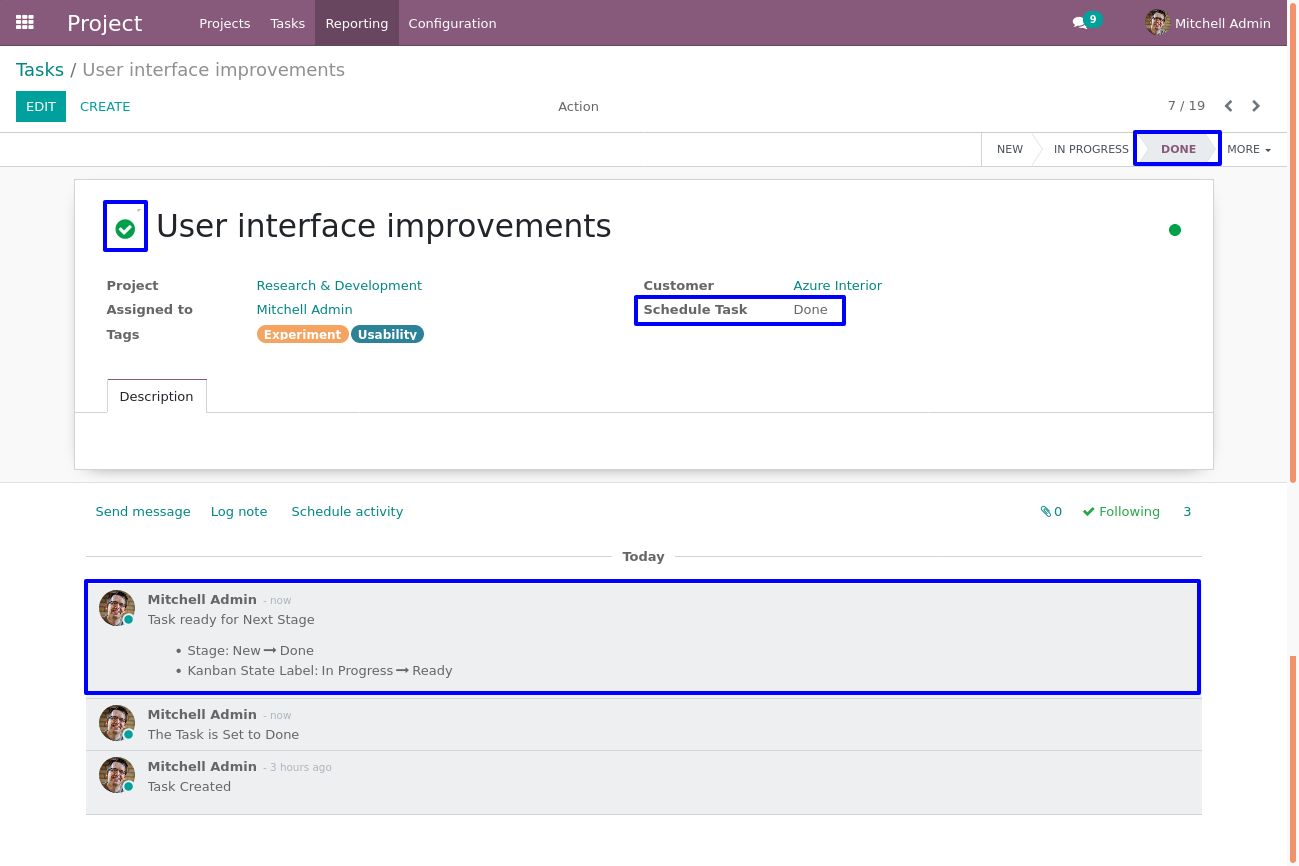 Project Projects Tasks Reporting Configuration 9 Mitchell Admin
Tasks / User interface improvements
EDIT CREATE Action 7 / 19
NEW IN PROGRESS DONE MORE
User interface improvements
Project Research & Development Customer Azure Interior
Assigned to Mitchell Admin Schedule Task Done
Tags Experiment Usability
Description
Send message Log note Schedule activity 0 Following 3
Today
Mitchell Admin - now
Task ready for Next Stage
• Stage: New → Done
• Kanban State Label: In Progress → Ready
Mitchell Admin - now
The Task is Set to Done
Mitchell Admin - 3 hours ago
Task Created